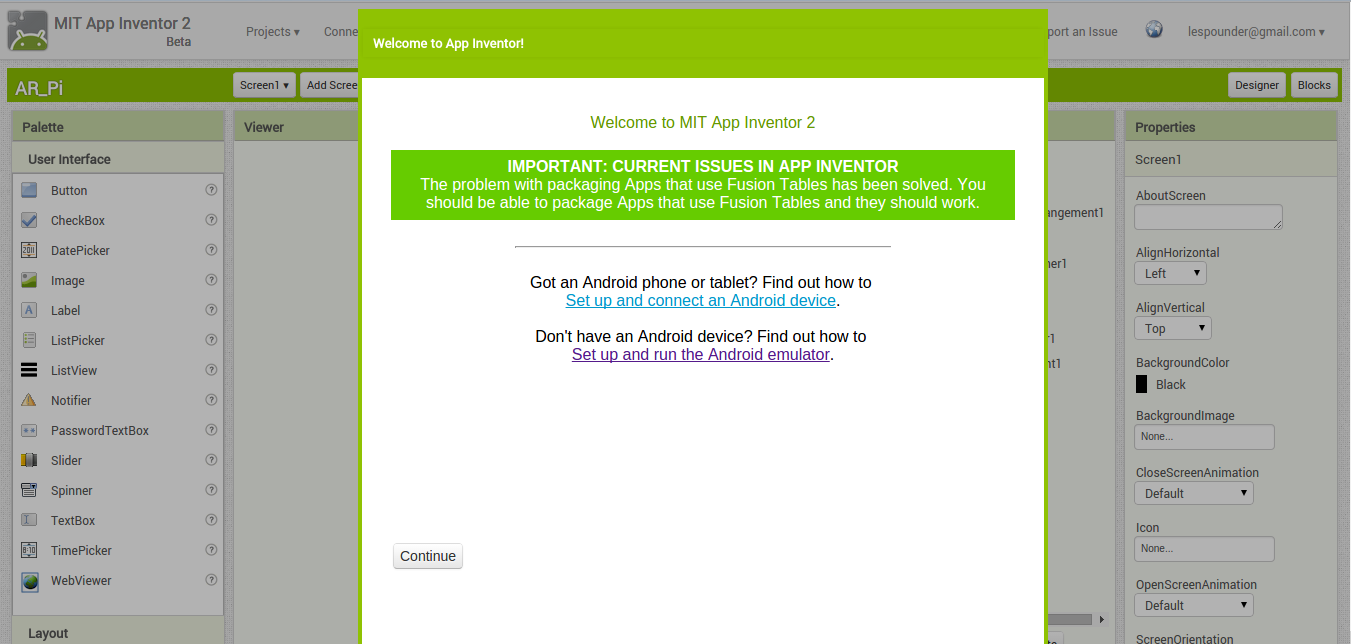 MIT App Inventor 2
Beta
Projects ▾
Conne
port an Issue
lespounder@gmail.com ▾
AR_Pi
Screen1 ▾
Add Scree
Designer
Blocks
Palette
User Interface
Button
CheckBox
DatePicker
Image
Label
ListPicker
ListView
Notifier
PasswordTextBox
Slider
Spinner
TextBox
TimePicker
WebViewer
Layout
Viewer
Welcome to App Inventor!
Welcome to MIT App Inventor 2
IMPORTANT: CURRENT ISSUES IN APP INVENTOR
The problem with packaging Apps that use Fusion Tables has been solved. You
should be able to package Apps that use Fusion Tables and they should work.
Got an Android phone or tablet? Find out how to
Set up and connect an Android device.
Don't have an Android device? Find out how to
Set up and run the Android emulator.
Continue
angement1
ner1
r1
nt1
Properties
Screen1
AboutScreen
AlignHorizontal
Left
AlignVertical
Top
BackgroundColor
Black
BackgroundImage
None...
CloseScreenAnimation
Default
Icon
None...
OpenScreenAnimation
Default
ScreenOrientation